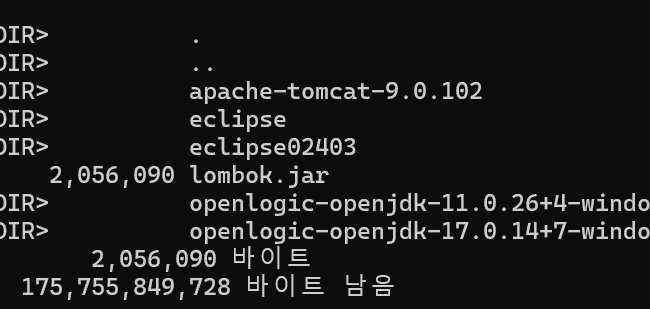 DIR>          .
DIR>          ..
DIR>          apache-tomcat-9.0.102
DIR>          eclipse
DIR>          eclipse02403
2,056,090 lombok.jar
DIR>          openlogic-openjdk-11.0.26+4-windo
DIR>          openlogic-openjdk-17.0.14+7-windo
2,056,090 바이트
175,755,849,728 바이트 남음